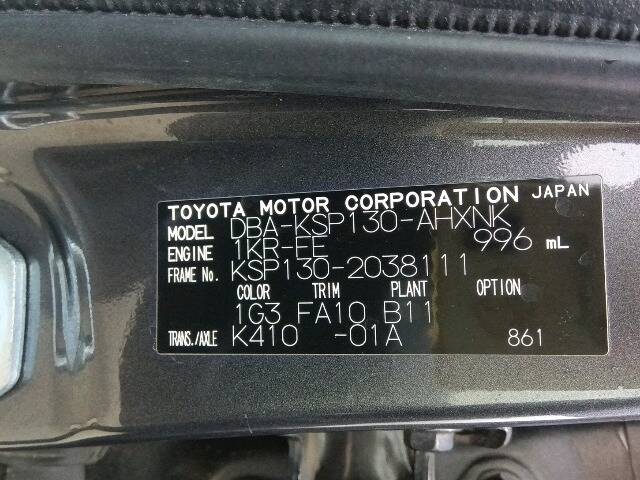 TOYOTA MOTOR CORPORATION JAPAN
MODEL DBA-KSP130-AHXNK
ENGINE 1KR-EE 996 mL
FRAME No. KSP130-2038111
COLOR TRIM PLANT OPTION
1G3 FA10 B11
TRANS./AXLE K410 -01A 861